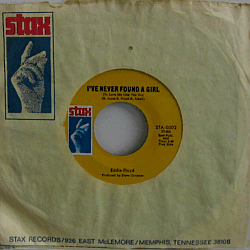 stax
I'VE NEVER FOUND A GIRL
(To Love Me Like You Do)
stax
STA-0002
Eddie Floyd
Produced by Steve Cropper
STAX RECORDS/926 EAST McLEMORE/MEMPHIS, TENNESSEE 38106